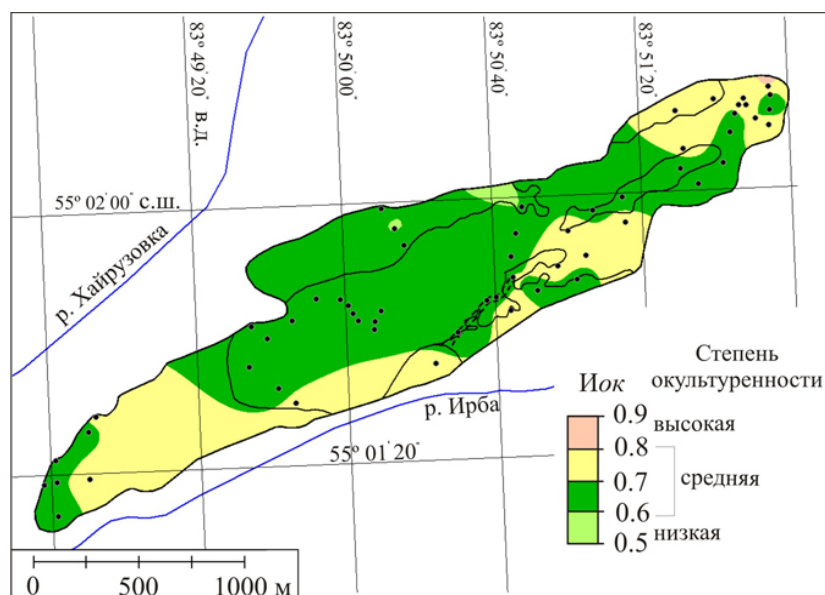 83° 49' 20" в.д.
83° 50' 00"
83° 50' 40"
83° 51' 20"
55° 02' 00" с.ш.
р. Хайрузовка
р. Ирба
55° 01' 20"
Степень
окультуренности
Иок
0.9
высокая
0.8
0.7
средняя
0.6
низкая
0.5
0 500 1000 м